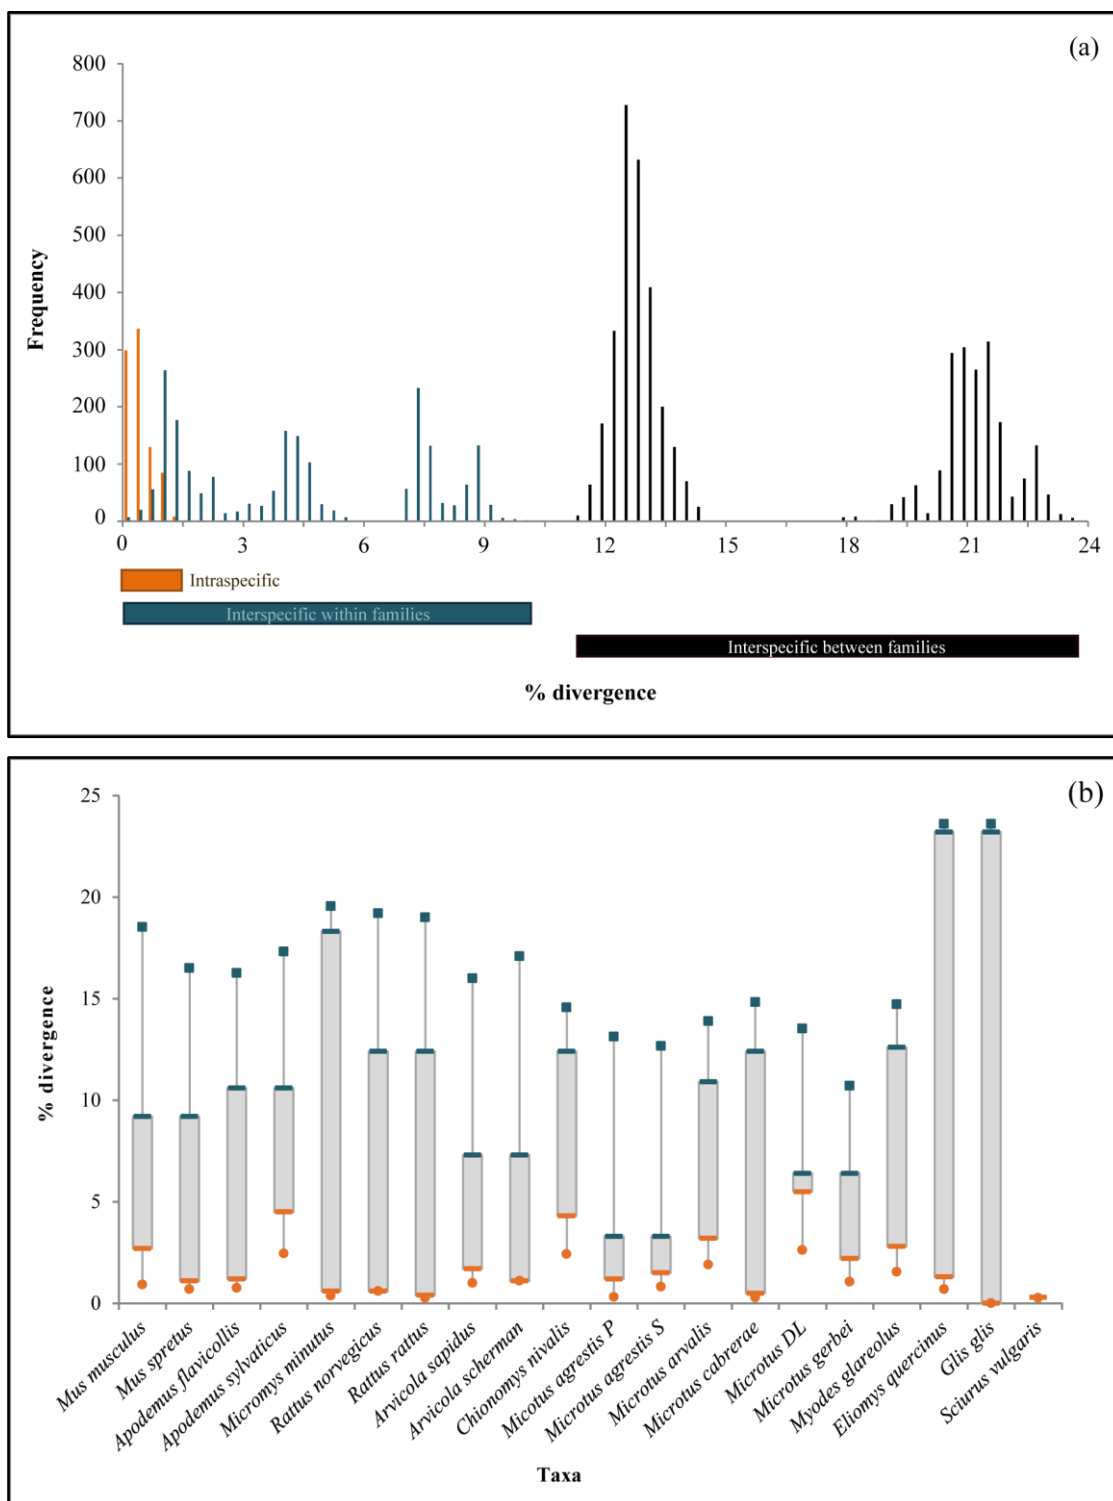 (a)
800
700
600
500
400
300
200
100
0
Frequency
0 3 6 9 12 15 18 21 24
Intraspecific
Interspecific within families
Interspecific between families
% divergence
(b)
25
20
15
10
5
0
% divergence
Mus musculus
Mus spretus
Apodemus flavicollis
Apodemus sylvaticus
Micromys minutus
Rattus norvegicus
Rattus rattus
Arvicola sapidus
Arvicola scherman
Chionomys nivalis
Micotus agrestis P
Microtus agrestis S
Microtus arvalis
Microtus cabrerae
Microtus DL
Microtus gerbei
Myodes glareolus
Eliomys quercinus
Glis glis
Sciurus vulgaris
Taxa